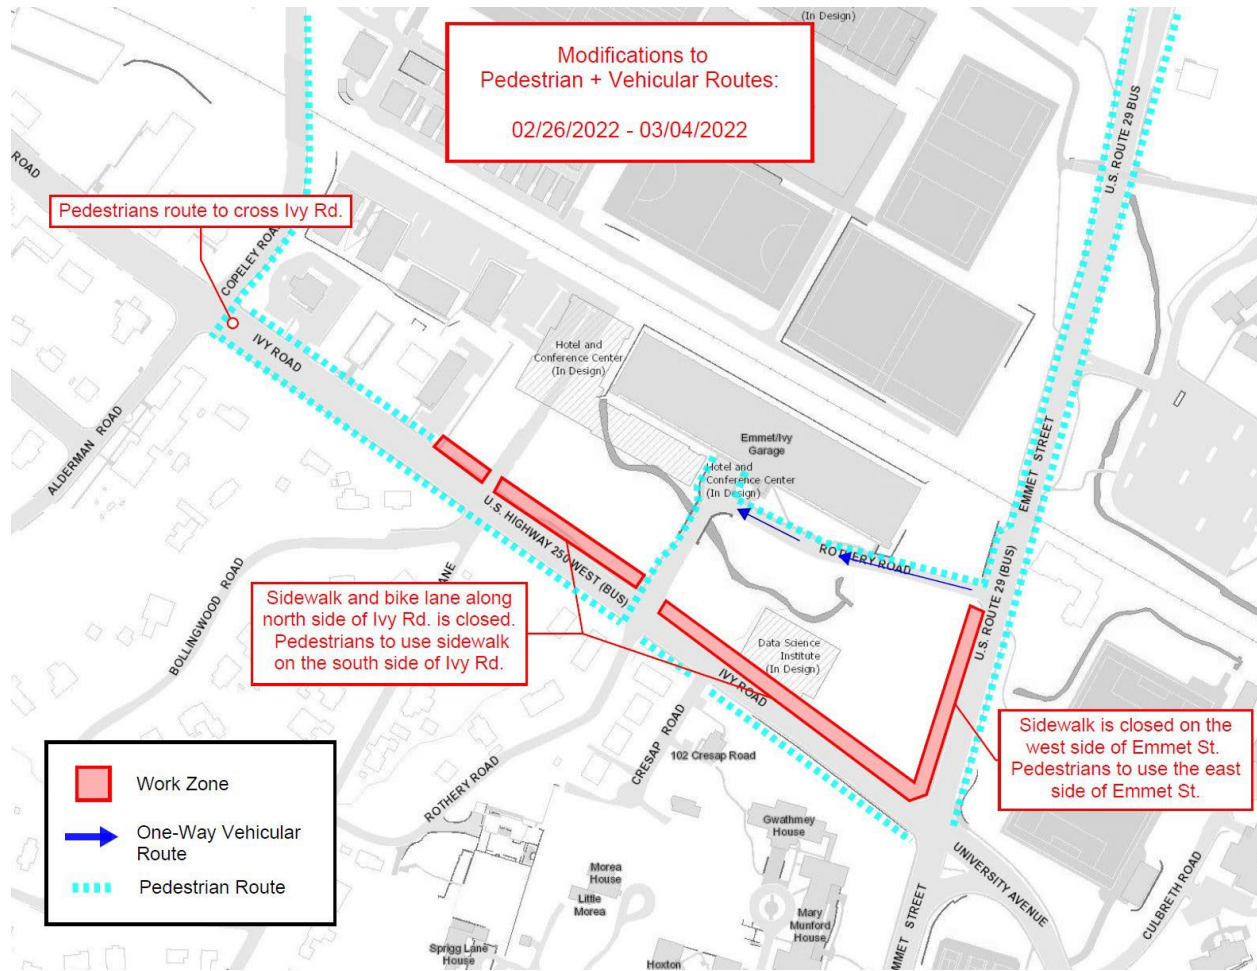 (In Design)
Modifications to
Pedestrian + Vehicular Routes:
02/26/2022 - 03/04/2022
ROAD
U.S. ROUTE 29 BUS
Pedestrians route to cross Ivy Rd.
COPELEY ROAD
IVY ROAD
Hotel and
Conference Center
(In Design)
ALDERMAN ROAD
Emmet/Ivy
Garage
EMMET STREET
Hotel and
Conference Center
(In Design)
U.S. HIGHWAY 250 WEST (BUS)
ROTHERY ROAD
U.S. ROUTE 29 (BUS)
BOLLINGWOOD ROAD
LANE
Sidewalk and bike lane along
north side of Ivy Rd. is closed.
Pedestrians to use sidewalk
on the south side of Ivy Rd.
Data Science
Institute
(In Design)
IVY ROAD
Sidewalk is closed on the
west side of Emmet St.
Pedestrians to use the east
side of Emmet St.
CRESAP ROAD
102 Cresap Road
ROTHERY ROAD
Work Zone
One-Way Vehicular
Route
Pedestrian Route
Gwathmey
House
UNIVERSITY AVENUE
Morea
House
Little
Morea
Mary
Munford
House
EMMET STREET
CULBRETH ROAD
Sprigg Lane
House
Hoxton